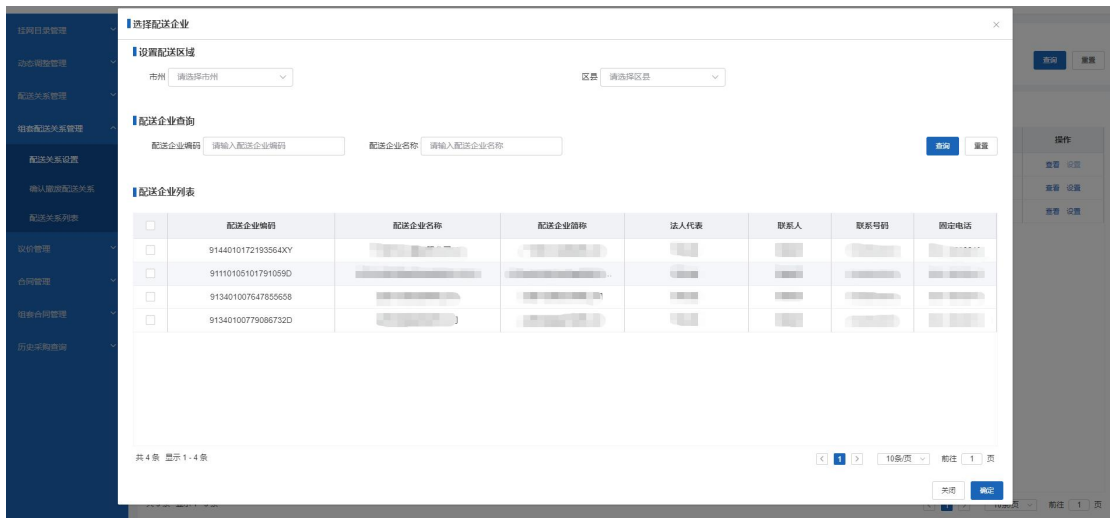 挂网目录管理
动态调整管理
配送关系管理
组套配送关系管理
配送关系设置
确认撤废配送关系
配送关系列表
议价管理
合同管理
组套合同管理
历史采购查询
选择配送企业
设置配送区域
市州 请选择市州 区县 请选择区县
配送企业查询
配送企业编码 请输入配送企业编码 配送企业名称 请输入配送企业名称 查询 重置
配送企业列表
配送企业编码 配送企业名称 配送企业简称 法人代表 联系人 联系号码 固定电话
9144010172193564XY
91110105101791059D
913401007647855658
91340100779086732D
共 4 条 显示 1 - 4 条 1 10条/页 前往 1 页
关闭 确定
查询 重置
操作
查看 设置
查看 设置
查看 设置
前往 1 页